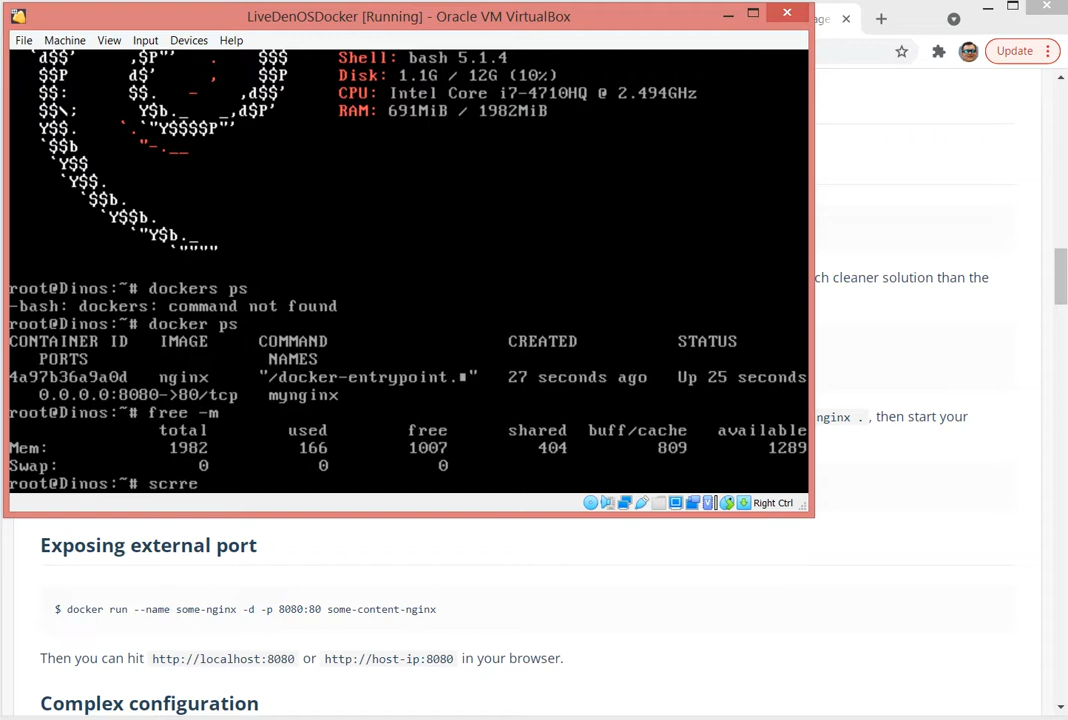 LiveDenOSDocker [Running] - Oracle VM VirtualBox
age
File Machine View Input Devices Help
Update
`d$$' ,$P"' . $$$ Shell: bash 5.1.4
$$P d$' , $$P Disk: 1.1G / 12G (10%)
$$: $$. - ,d$$' CPU: Intel Core i7-4710HQ @ 2.494GHz
$$\; Y$b._ _,d$P' RAM: 691MiB / 1982MiB
Y$$. `.`"Y$$$$P"'
`$$b "-.__
`Y$$
`Y$$.
`$$b.
`Y$$b.
`"Y$b._
`""""
ch cleaner solution than the
root@Dinos:~# dockers ps
-bash: dockers: command not found
root@Dinos:~# docker ps
CONTAINER ID IMAGE COMMAND CREATED STATUS
PORTS NAMES
4a97b36a9a0d nginx "/docker-entrypoint.■" 27 seconds ago Up 25 seconds
0.0.0.0:8080->80/tcp mynginx
root@Dinos:~# free -m
nginx . , then start your
total used free shared buff/cache available
Mem: 1982 166 1007 404 809 1289
Swap: 0 0 0
root@Dinos:~# scrre
Right Ctrl
Exposing external port
$ docker run --name some-nginx -d -p 8080:80 some-content-nginx
Then you can hit http://localhost:8080 or http://host-ip:8080 in your browser.
Complex configuration